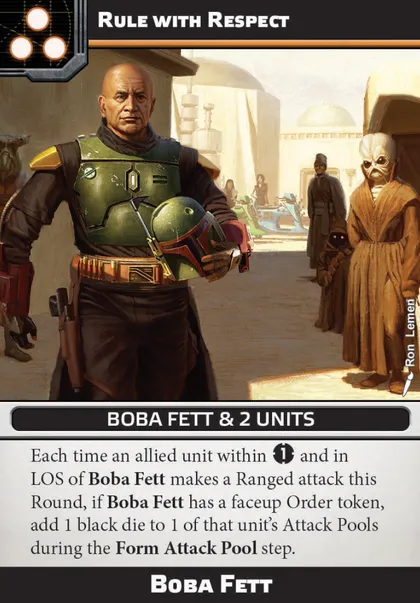 Rule with Respect
Ron Lemen
BOBA FETT & 2 UNITS
Each time an allied unit within 1 and in
LOS of Boba Fett makes a Ranged attack this
Round, if Boba Fett has a faceup Order token,
add 1 black die to 1 of that unit's Attack Pools
during the Form Attack Pool step.
Boba Fett